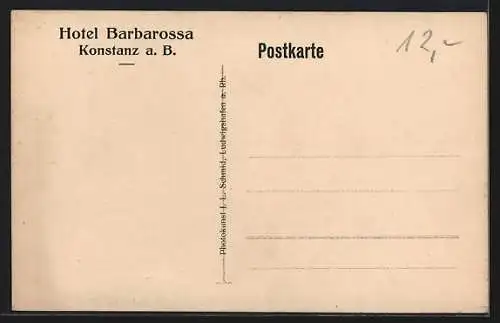 Hotel Barbarossa
Konstanz a. B.
Postkarte
12,-
Photokunst J. L. Schmid, Ludwigshafen a. Rh.